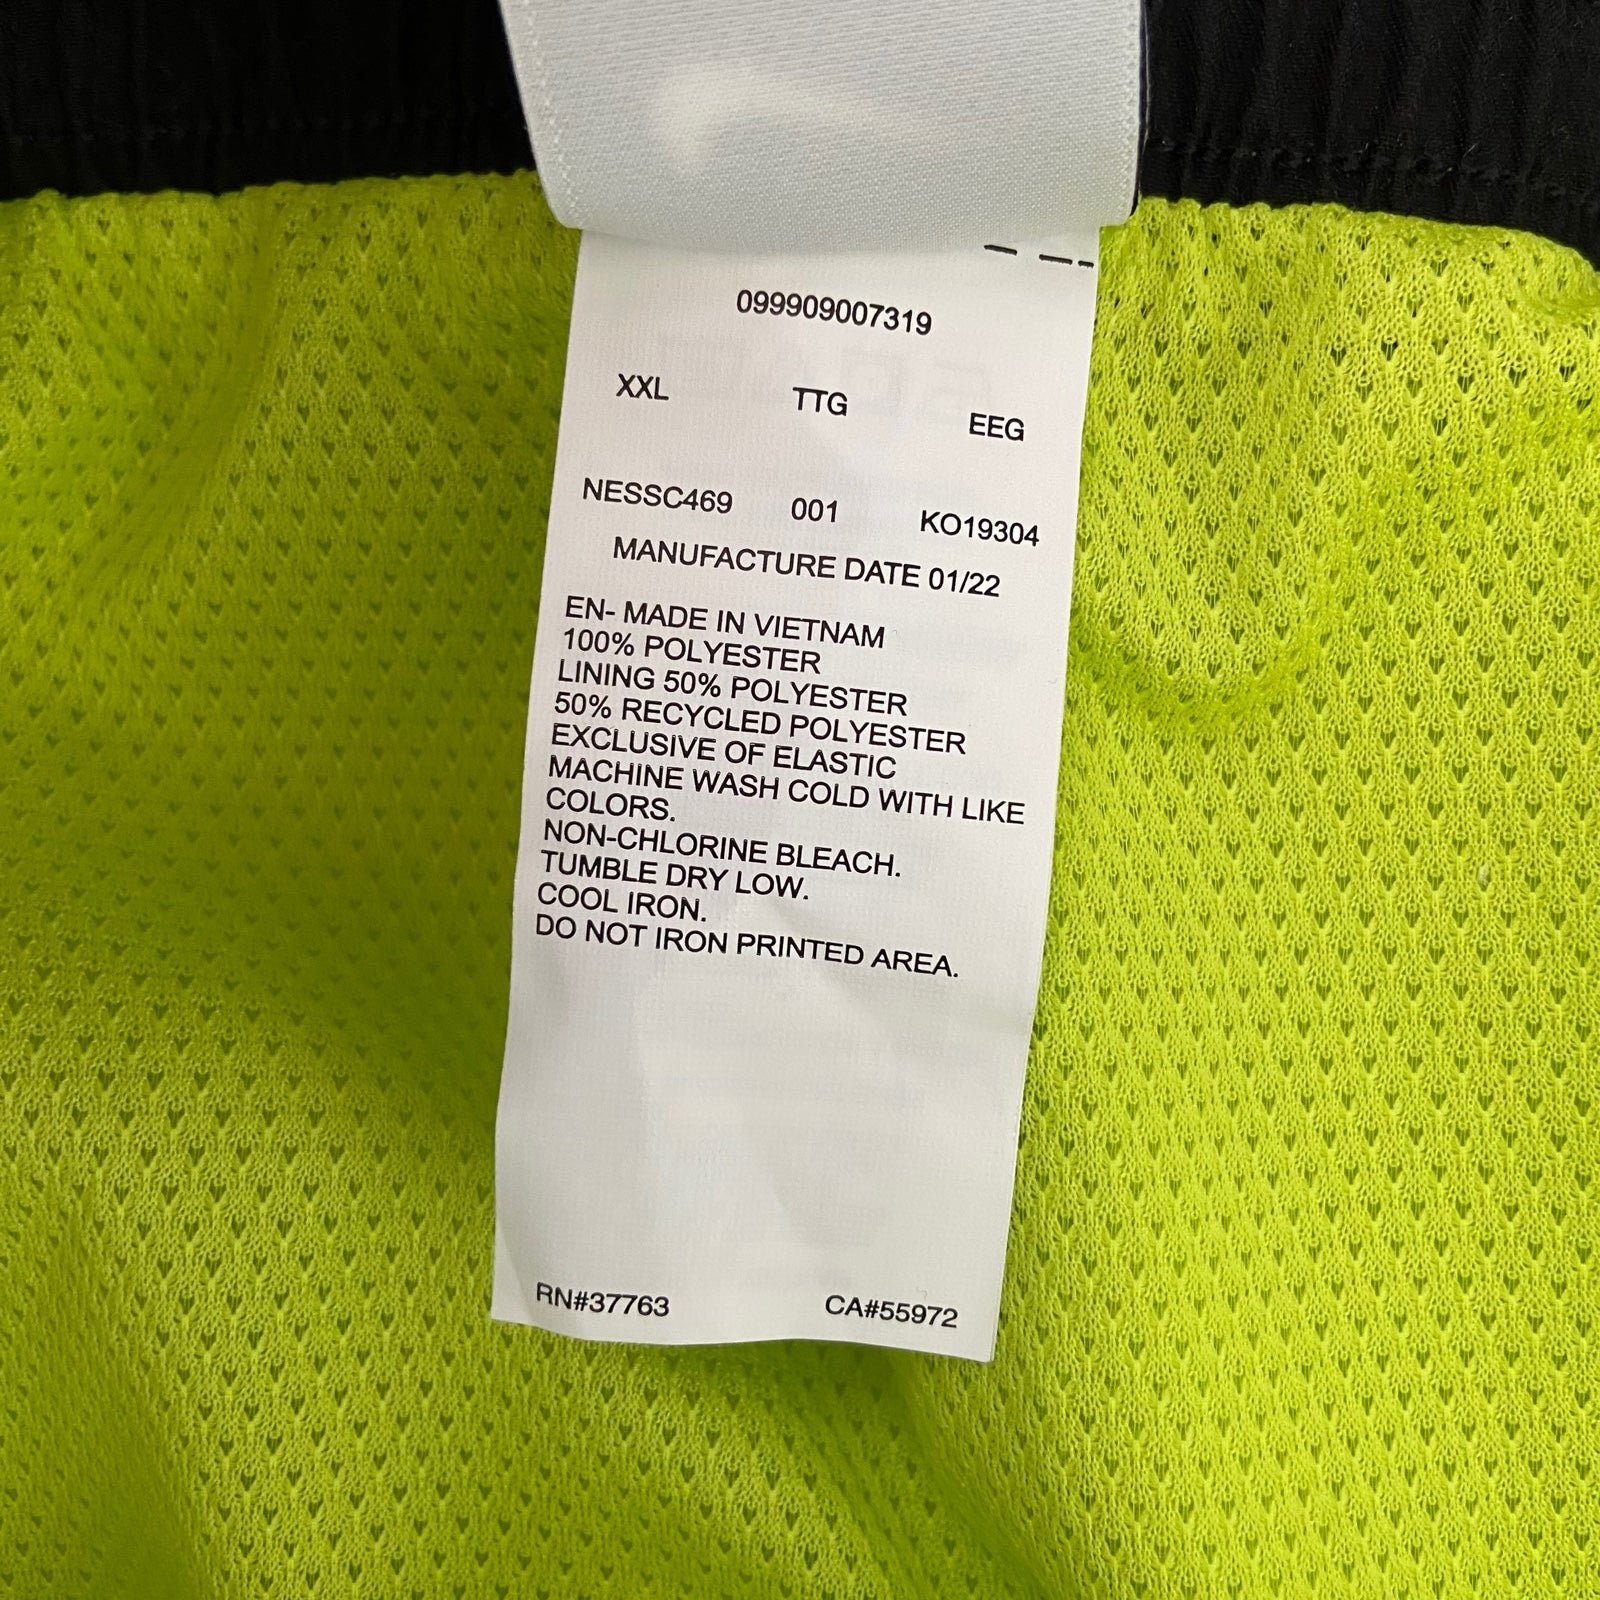 099909007319
XXL TTG EEG
NESSC469 001 KO19304
MANUFACTURE DATE 01/22
EN- MADE IN VIETNAM
100% POLYESTER
LINING 50% POLYESTER
50% RECYCLED POLYESTER
EXCLUSIVE OF ELASTIC
MACHINE WASH COLD WITH LIKE
COLORS.
NON-CHLORINE BLEACH.
TUMBLE DRY LOW.
COOL IRON.
DO NOT IRON PRINTED AREA.
RN#37763 CA#55972